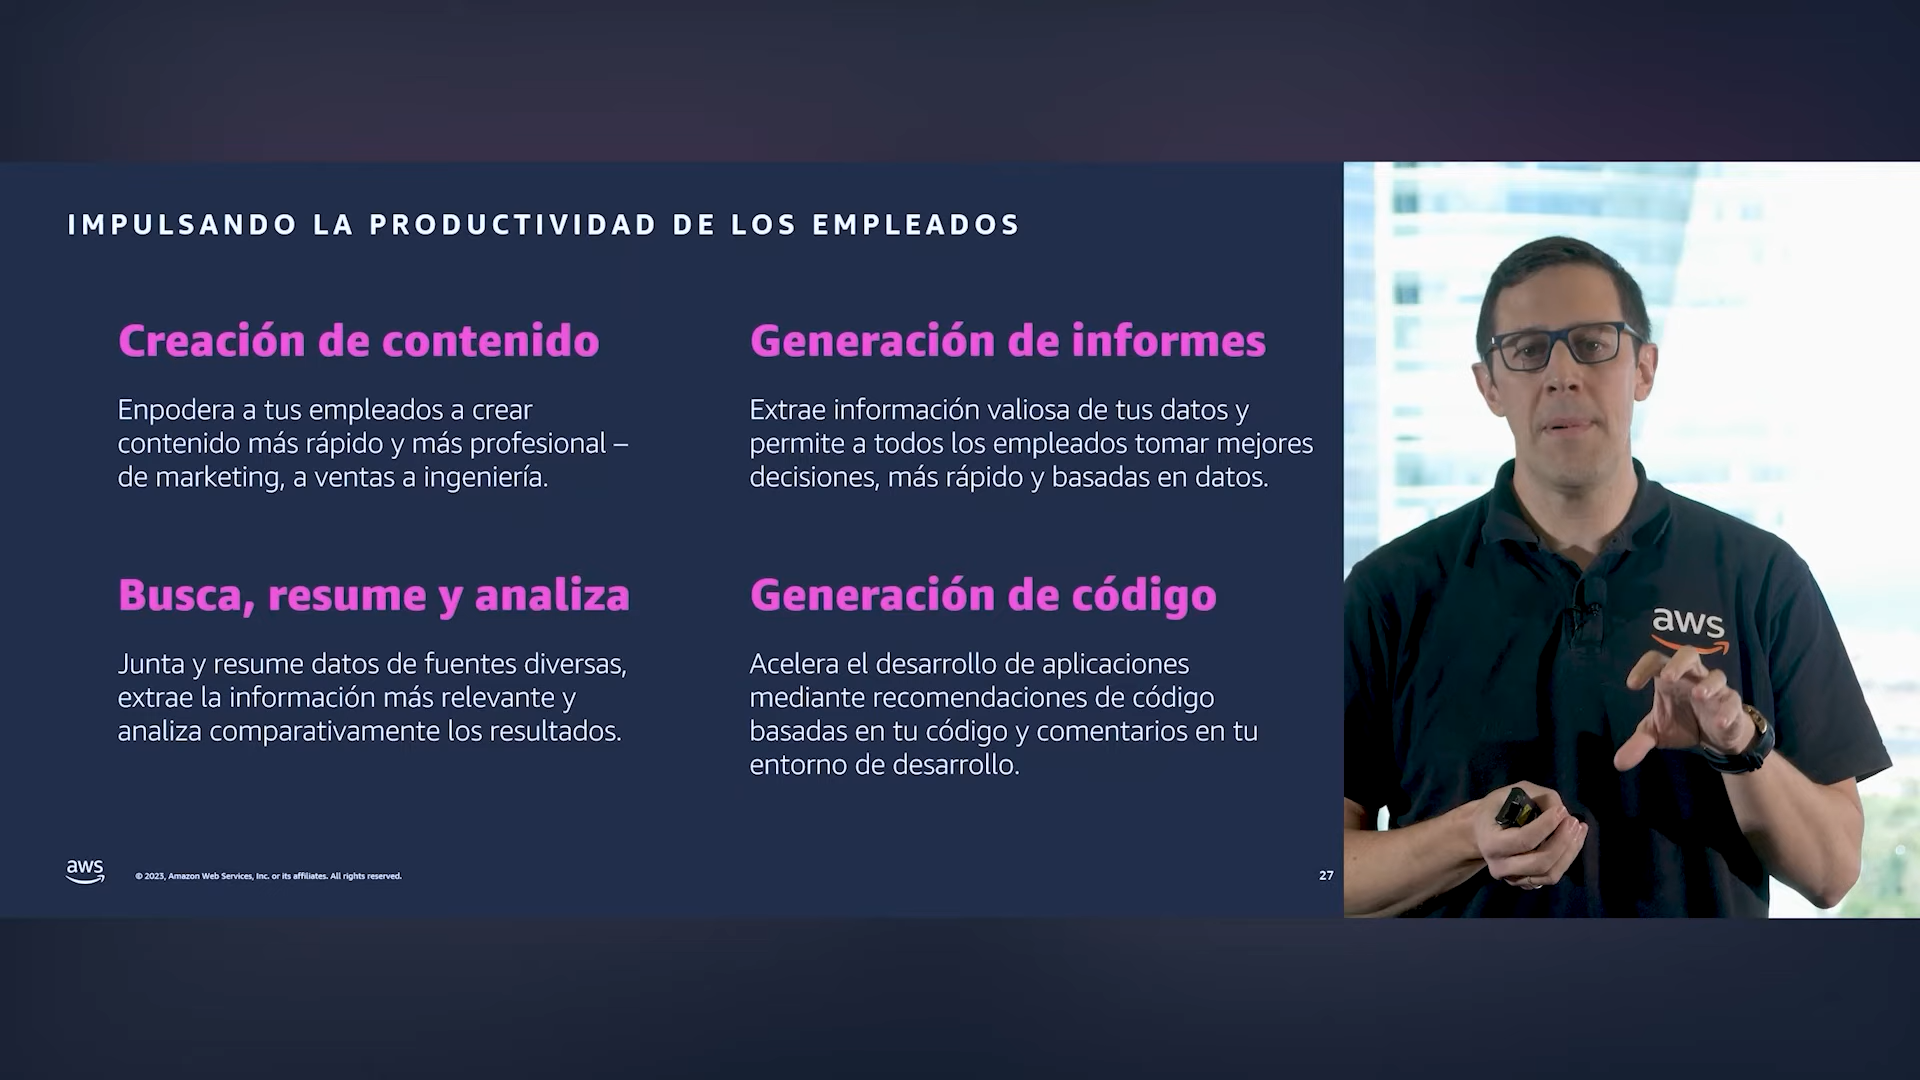 IMPULSANDO LA PRODUCTIVIDAD DE LOS EMPLEADOS
Creación de contenido
Enpodera a tus empleados a crear
contenido más rápido y más profesional –
de marketing, a ventas a ingeniería.
Generación de informes
Extrae información valiosa de tus datos y
permite a todos los empleados tomar mejores
decisiones, más rápido y basadas en datos.
Busca, resume y analiza
Junta y resume datos de fuentes diversas,
extrae la información más relevante y
analiza comparativamente los resultados.
Generación de código
Acelera el desarrollo de aplicaciones
mediante recomendaciones de código
basadas en tu código y comentarios en tu
entorno de desarrollo.
aws
© 2023, Amazon Web Services, Inc. or its affiliates. All rights reserved.
27
aws